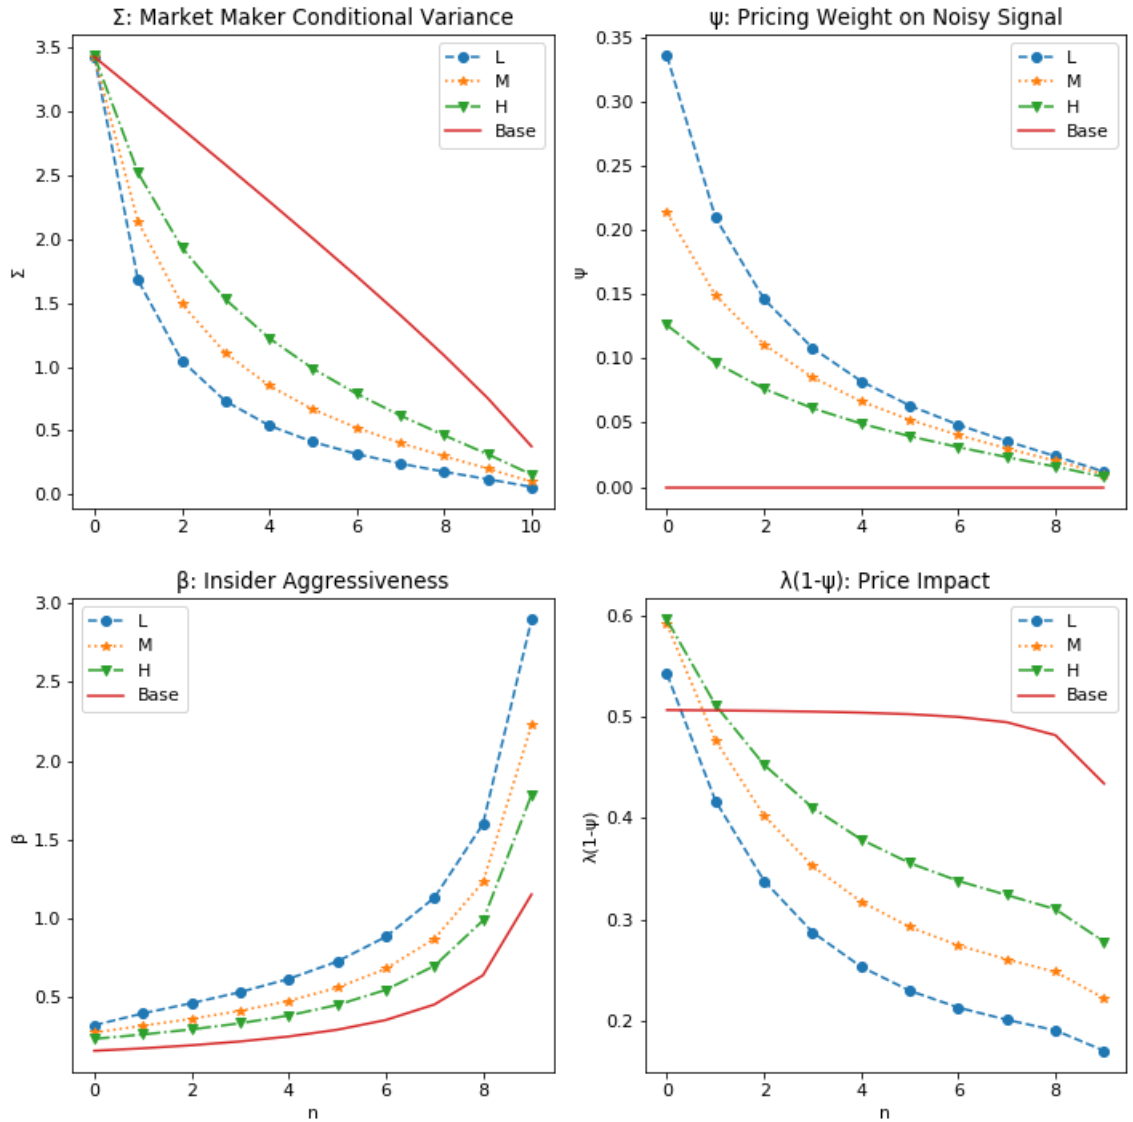 Σ: Market Maker Conditional Variance
3.5
3.0
2.5
2.0
1.5
1.0
0.5
0.0
Σ
0 2 4 6 8 10
L
M
H
Base
ψ: Pricing Weight on Noisy Signal
0.35
0.30
0.25
0.20
0.15
0.10
0.05
0.00
ψ
0 2 4 6 8
L
M
H
Base
β: Insider Aggressiveness
3.0
2.5
2.0
1.5
1.0
0.5
β
0 2 4 6 8
n
L
M
H
Base
λ(1-ψ): Price Impact
0.6
0.5
0.4
0.3
0.2
λ(1-ψ)
0 2 4 6 8
n
L
M
H
Base